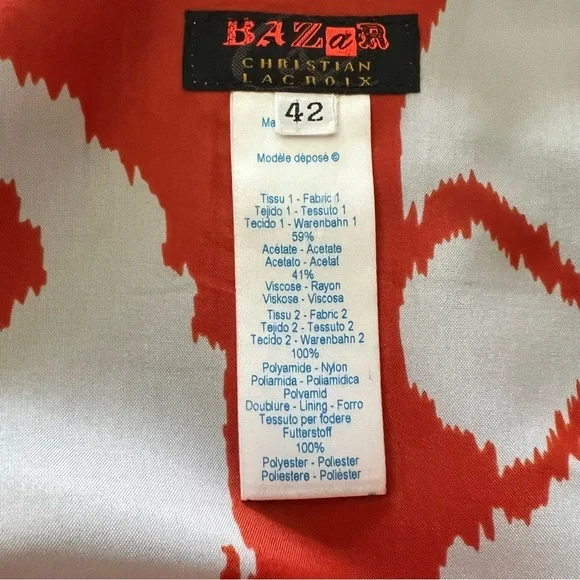 BAZaR
CHRISTIAN
LACROIX
42
Ma
Modèle déposé ©
Tissu 1 - Fabric 1
Tejido 1 - Tessuto 1
Tecido 1 - Warenbahn 1
59%
Acétate - Acetate
Acetato - Acetat
41%
Viscose - Rayon
Viskose - Viscosa
Tissu 2 - Fabric 2
Tejido 2 - Tessuto 2
Tecido 2 - Warenbahn 2
100%
Polyamide - Nylon
Poliamida - Poliamidica
Polyamid
Doublure - Lining - Forro
Tessuto per fodere
Futterstoff
100%
Polyester - Poliester
Poliestere - Poliéster